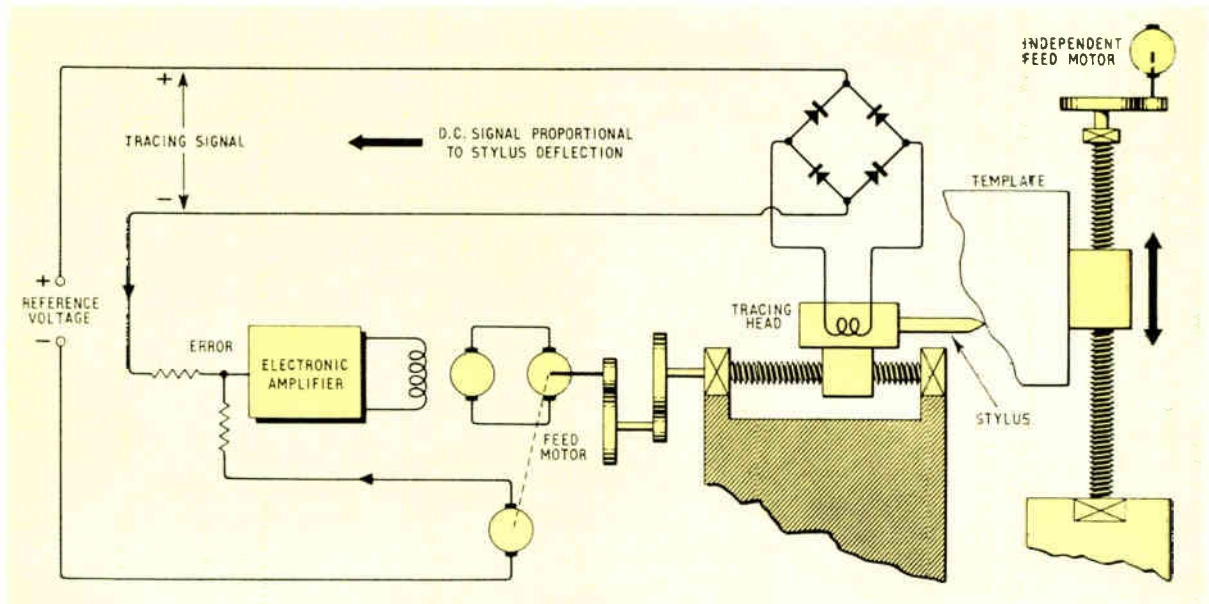 INDEPENDENT
FEED MOTOR
+
TRACING SIGNAL
−
D.C. SIGNAL PROPORTIONAL
TO STYLUS DEFLECTION
TEMPLATE
+
REFERENCE
VOLTAGE
−
TRACING
HEAD
ERROR
ELECTRONIC
AMPLIFIER
FEED
MOTOR
STYLUS